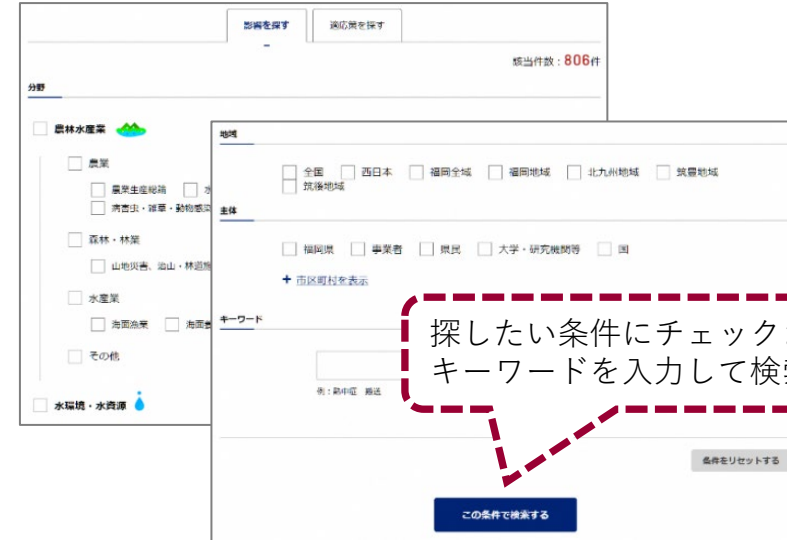 影響を探す 適応策を探す
該当件数：806件
分野
農林水産業
農業
農業生産総論
病害虫・雑草・動物感染
森林・林業
山地災害、治山・林道施
水産業
海面漁業 海面養
その他
水環境・水資源
地域
全国 西日本 福岡全域 福岡地域 北九州地域 筑豊地域
筑後地域
主体
福岡県 事業者 県民 大学・研究機関等 国
+ 市区町村を表示
キーワード
例：熱中症 搬送
探したい条件にチェック
キーワードを入力して検索
条件をリセットする
この条件で検索する